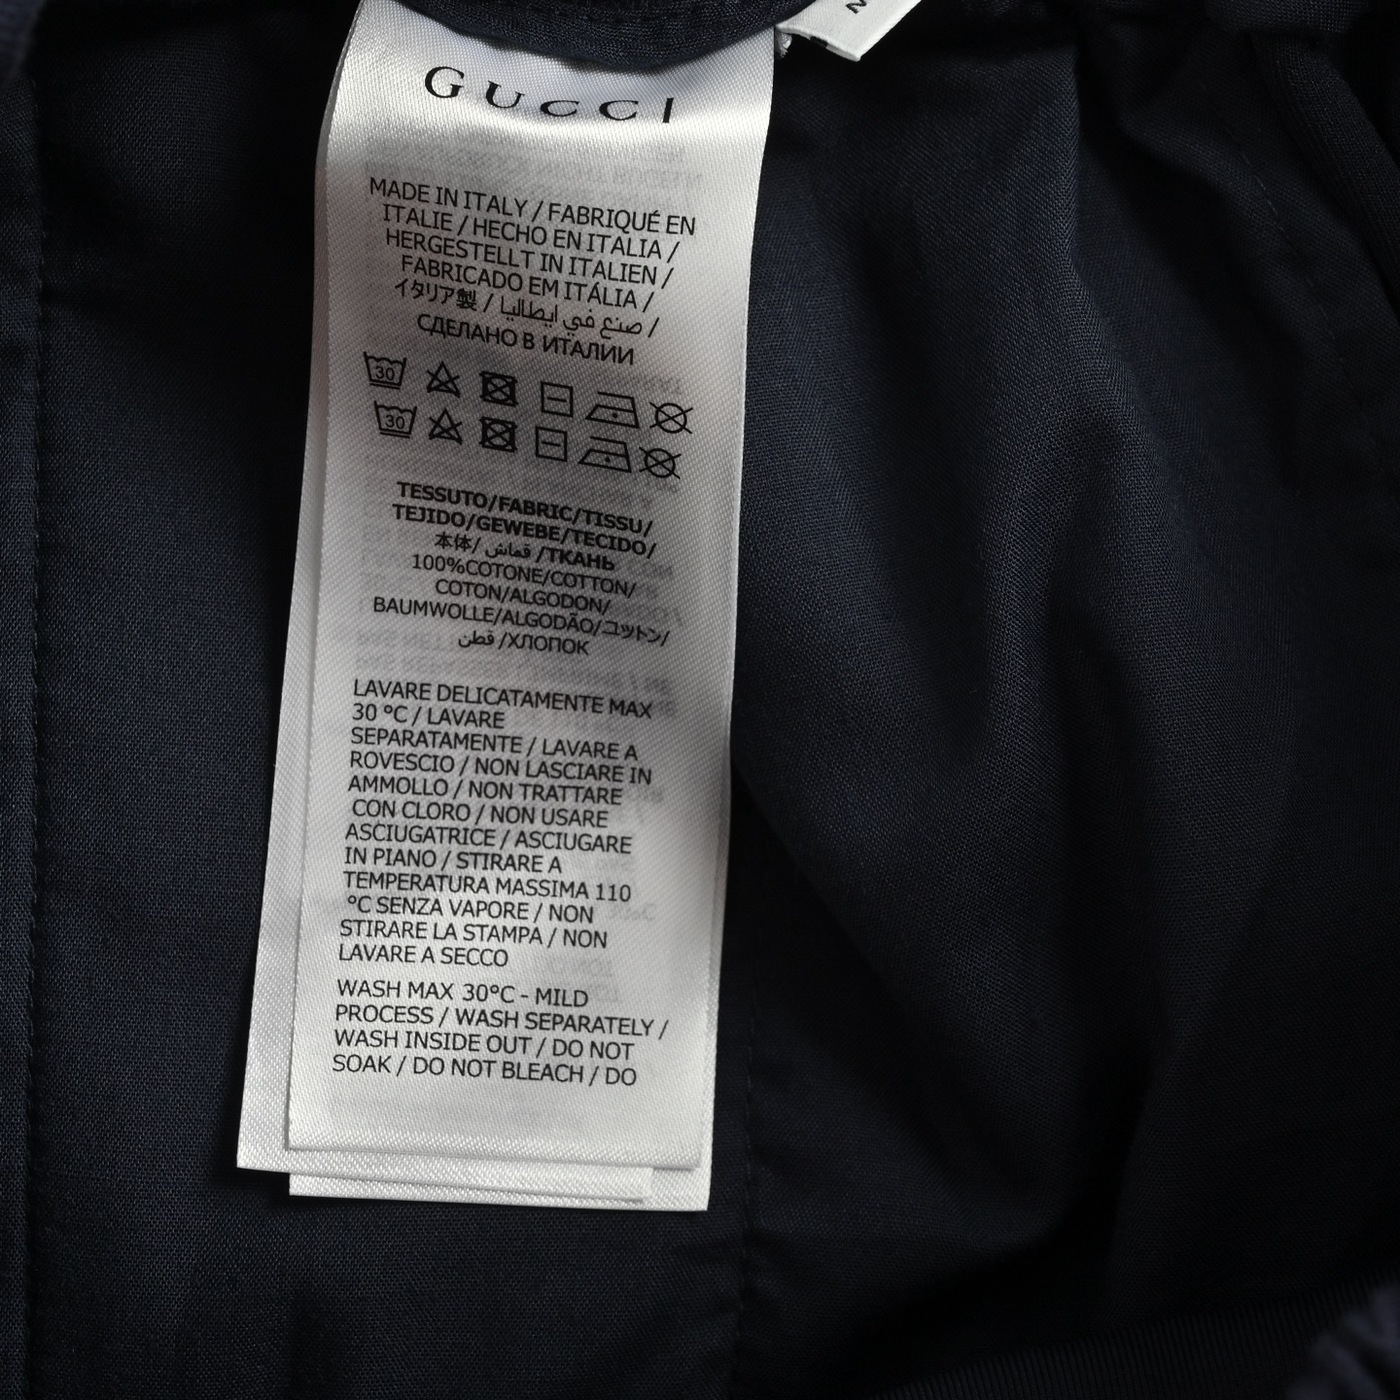 GUCCI
MADE IN ITALY / FABRIQUÉ EN
ITALIE / HECHO EN ITALIA /
HERGESTELLT IN ITALIEN /
FABRICADO EM ITÁLIA /
イタリア製 / صنع في ايطاليا /
СДЕЛАНО В ИТАЛИИ
30
30
TESSUTO/FABRIC/TISSU/
TEJIDO/GEWEBE/TECIDO/
本体/ قماش /ТКАНЬ
100%COTONE/COTTON/
COTON/ALGODON/
BAUMWOLLE/ALGODÃO/コットン/
قطن /ХЛОПОК
LAVARE DELICATAMENTE MAX
30 °C / LAVARE
SEPARATAMENTE / LAVARE A
ROVESCIO / NON LASCIARE IN
AMMOLLO / NON TRATTARE
CON CLORO / NON USARE
ASCIUGATRICE / ASCIUGARE
IN PIANO / STIRARE A
TEMPERATURA MASSIMA 110
°C SENZA VAPORE / NON
STIRARE LA STAMPA / NON
LAVARE A SECCO
WASH MAX 30°C - MILD
PROCESS / WASH SEPARATELY /
WASH INSIDE OUT / DO NOT
SOAK / DO NOT BLEACH / DO